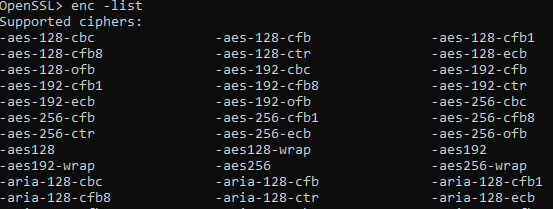 OpenSSL> enc -list
Supported ciphers:
-aes-128-cbc -aes-128-cfb -aes-128-cfb1
-aes-128-cfb8 -aes-128-ctr -aes-128-ecb
-aes-128-ofb -aes-192-cbc -aes-192-cfb
-aes-192-cfb1 -aes-192-cfb8 -aes-192-ctr
-aes-192-ecb -aes-192-ofb -aes-256-cbc
-aes-256-cfb -aes-256-cfb1 -aes-256-cfb8
-aes-256-ctr -aes-256-ecb -aes-256-ofb
-aes128 -aes128-wrap -aes192
-aes192-wrap -aes256 -aes256-wrap
-aria-128-cbc -aria-128-cfb -aria-128-cfb1
-aria-128-cfb8 -aria-128-ctr -aria-128-ecb